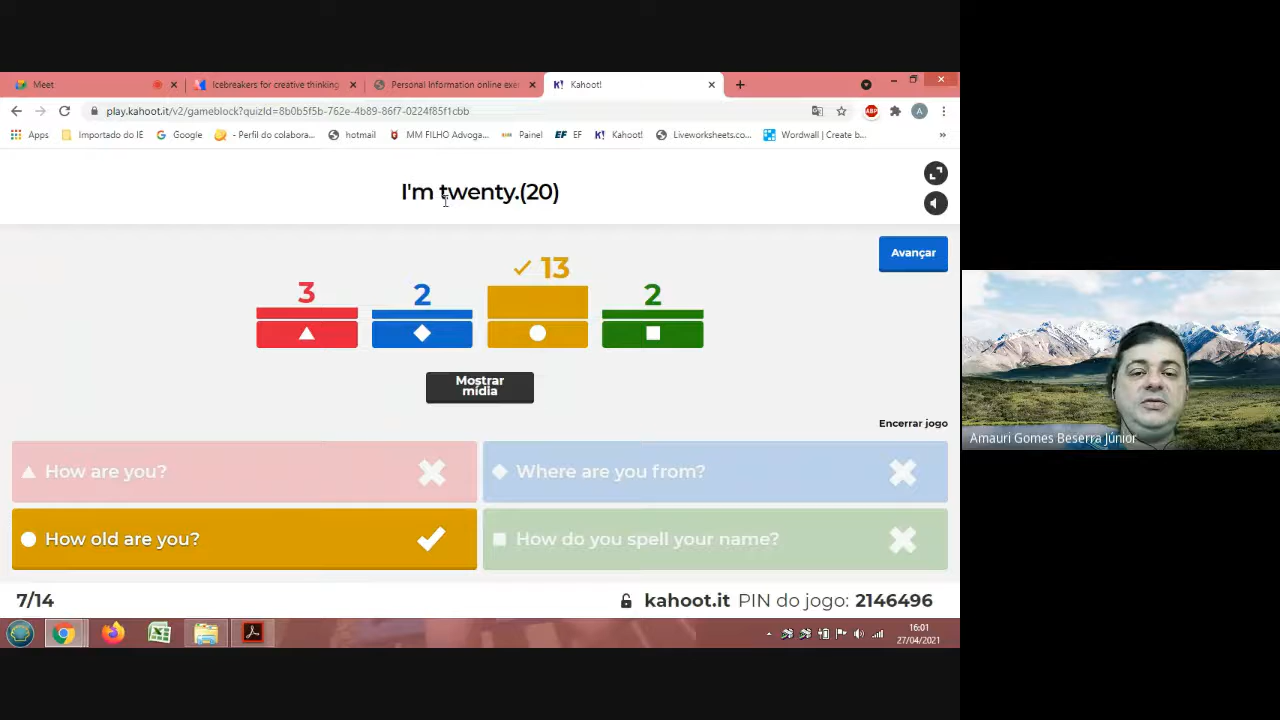 Meet
Icebreakers for creative thinking
Personal Information online exe
K! Kahoot!
play.kahoot.it/v2/gameblock?quizId=8b0b5f5b-762e-4b89-86f7-0224f85f1cbb
ABP
A
Apps
Importado do IE
Google
- Perfil do colabora...
hotmail
MM FILHO Advoga...
Painel
EF EF
K! Kahoot!
Liveworksheets.co...
Wordwall | Create b...
»
I'm twenty.(20)
Avançar
3
2
13
2
Mostrar
mídia
Encerrar jogo
How are you?
Where are you from?
How old are you?
How do you spell your name?
7/14
kahoot.it PIN do jogo: 2146496
16:01
27/04/2021
Amauri Gomes Beserra Júnior